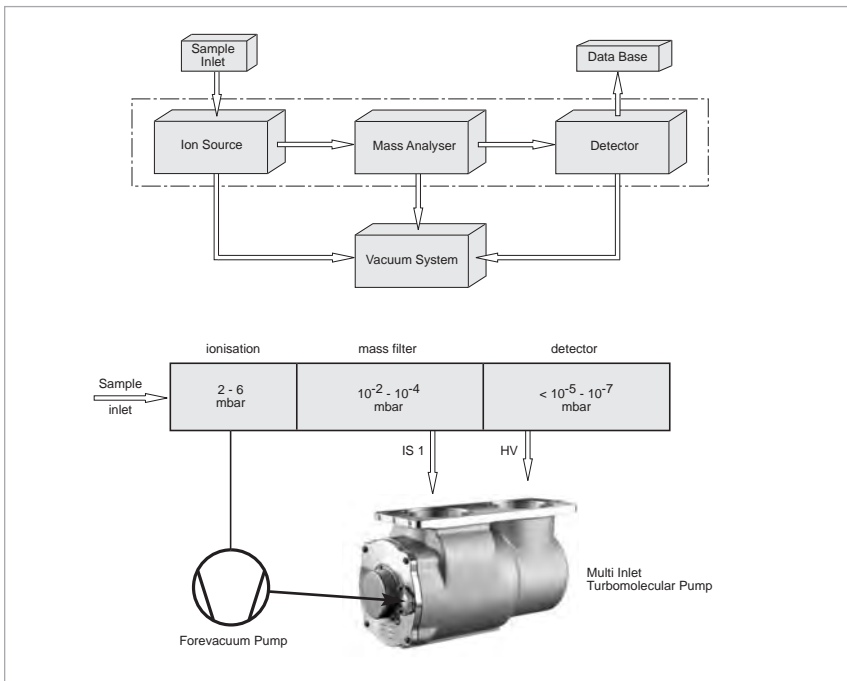 Sample
Inlet
Data Base
Ion Source
Mass Analyser
Detector
Vacuum System
ionisation
mass filter
detector
Sample
inlet
2 - 6
mbar
10⁻² - 10⁻⁴
mbar
< 10⁻⁵ - 10⁻⁷
mbar
IS 1
HV
Multi Inlet
Turbomolecular Pump
Forevacuum Pump